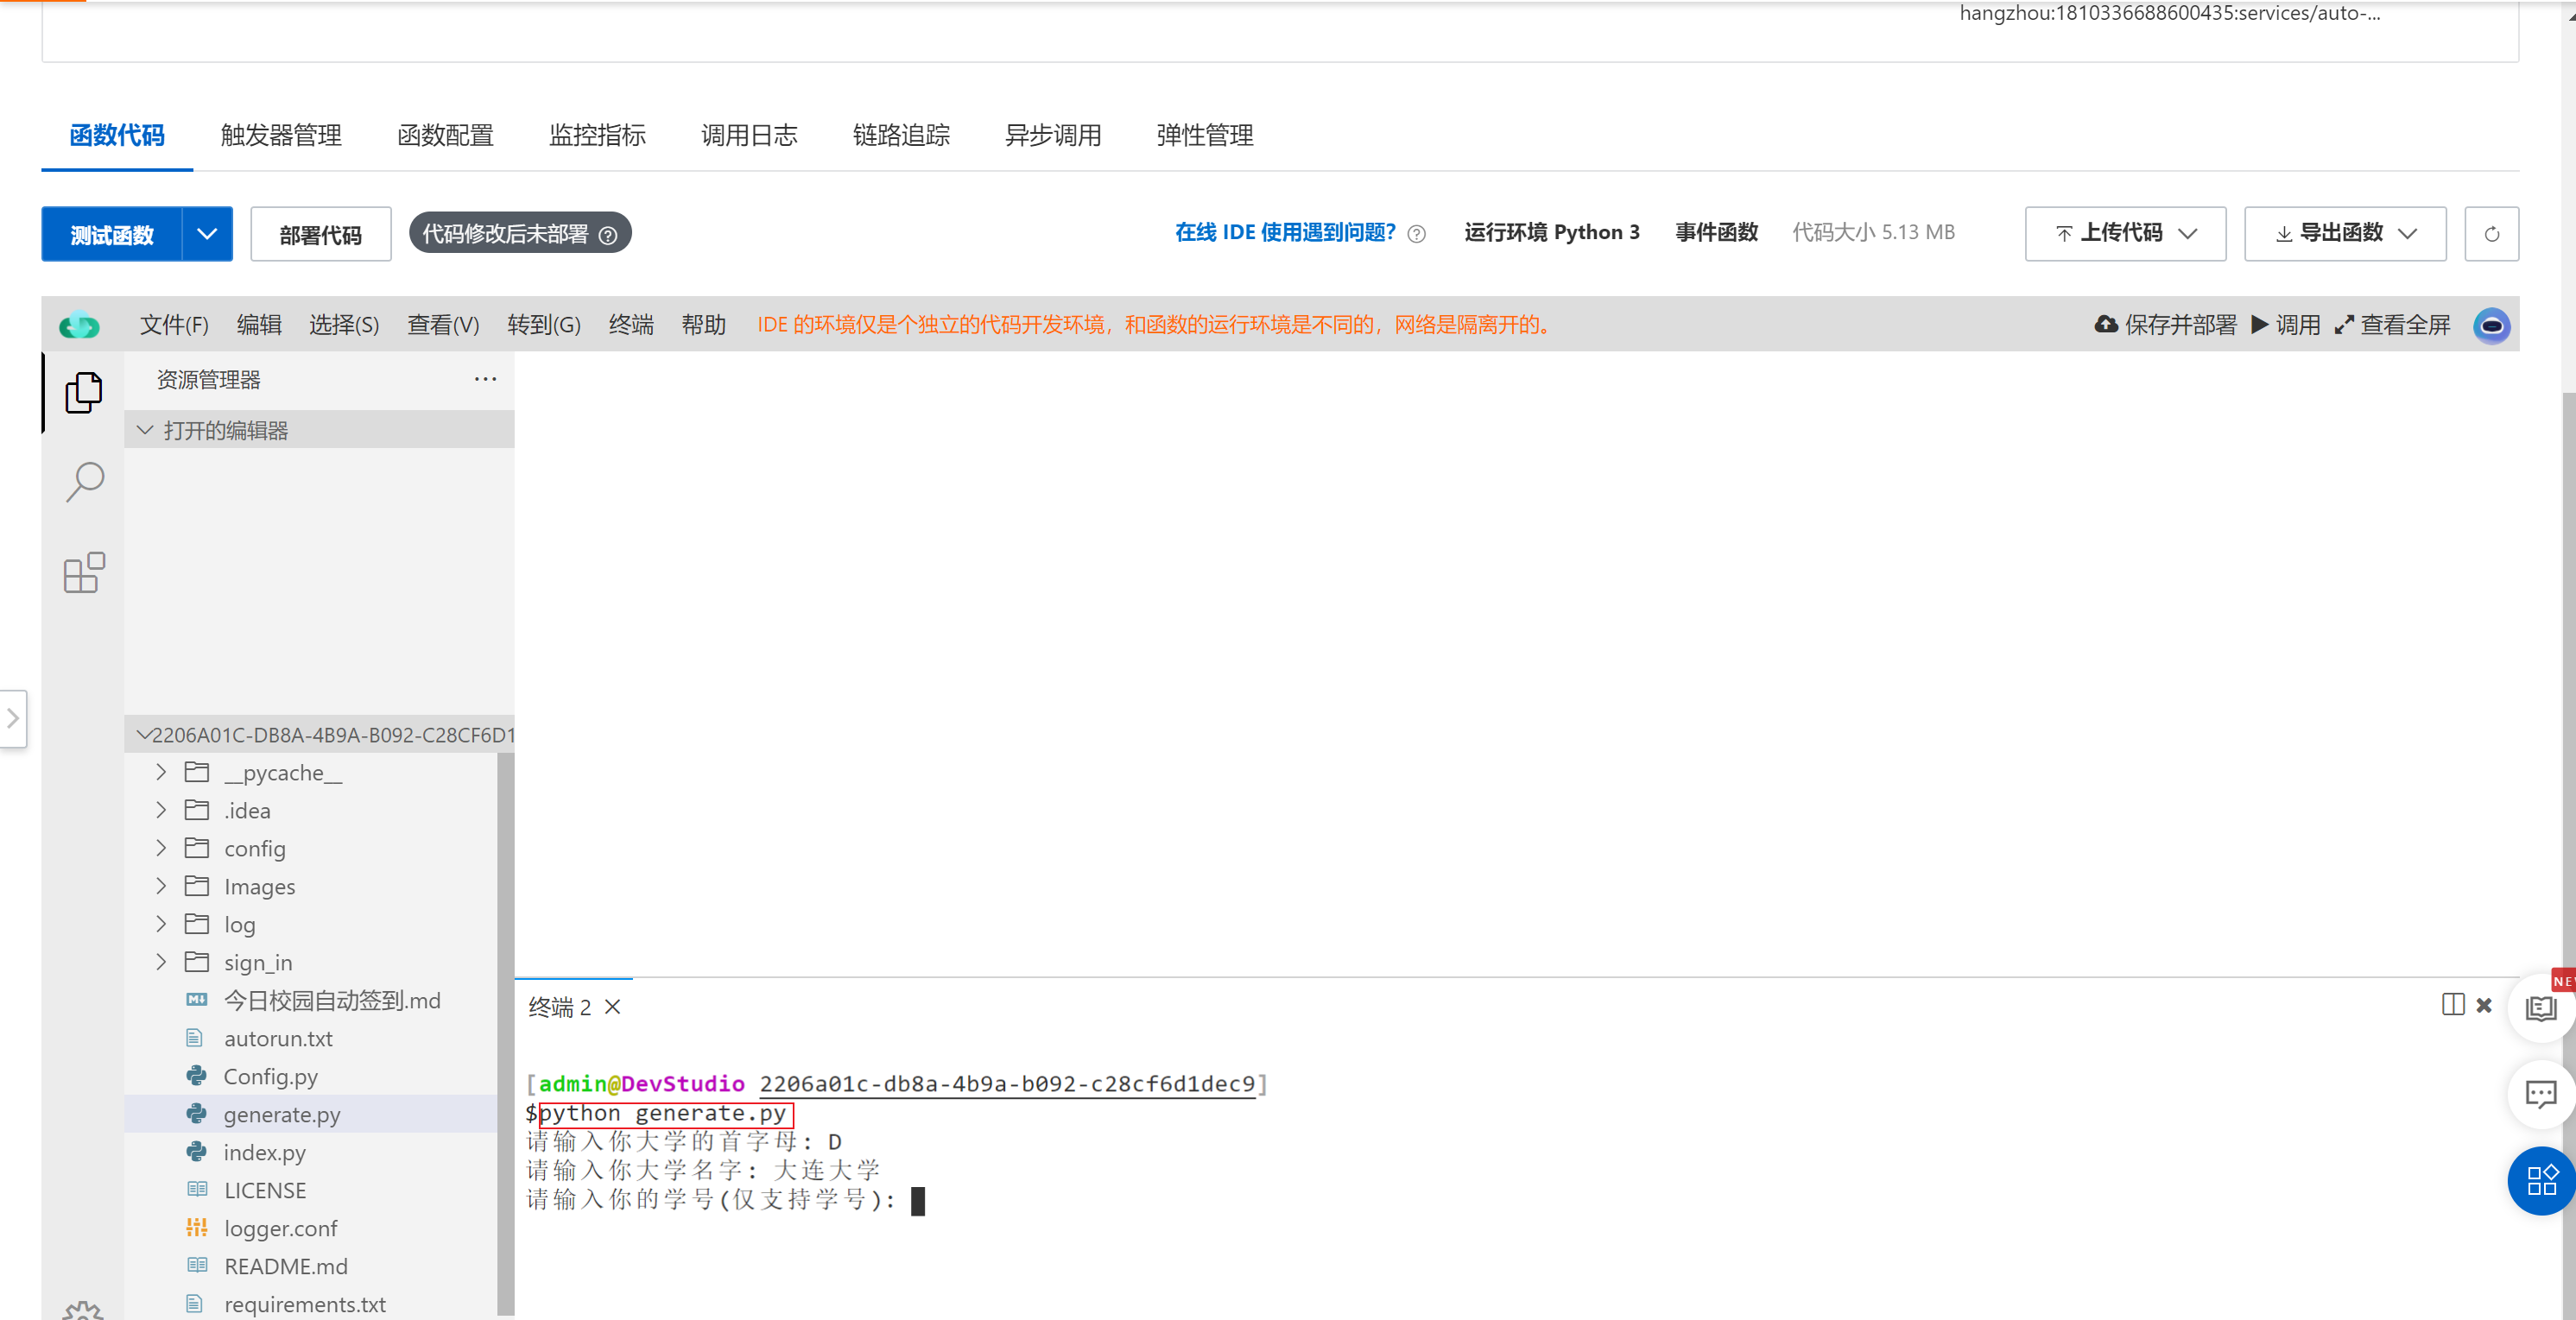 hangzhou:1810336688600435:services/auto-...
函数代码 触发器管理 函数配置 监控指标 调用日志 链路追踪 异步调用 弹性管理
测试函数 部署代码 代码修改后未部署 在线 IDE 使用遇到问题? 运行环境 Python 3 事件函数 代码大小 5.13 MB 上传代码 导出函数
文件(F) 编辑 选择(S) 查看(V) 转到(G) 终端 帮助 IDE 的环境仅是个独立的代码开发环境，和函数的运行环境是不同的，网络是隔离开的。 保存并部署 调用 查看全屏
资源管理器
打开的编辑器
2206A01C-DB8A-4B9A-B092-C28CF6D1
__pycache__
.idea
config
Images
log
sign_in
今日校园自动签到.md
autorun.txt
Config.py
generate.py
index.py
LICENSE
logger.conf
README.md
requirements.txt
终端 2
[admin@DevStudio 2206a01c-db8a-4b9a-b092-c28cf6d1dec9]
$python generate.py
请输入你大学的首字母: D
请输入你大学名字: 大连大学
请输入你的学号(仅支持学号):